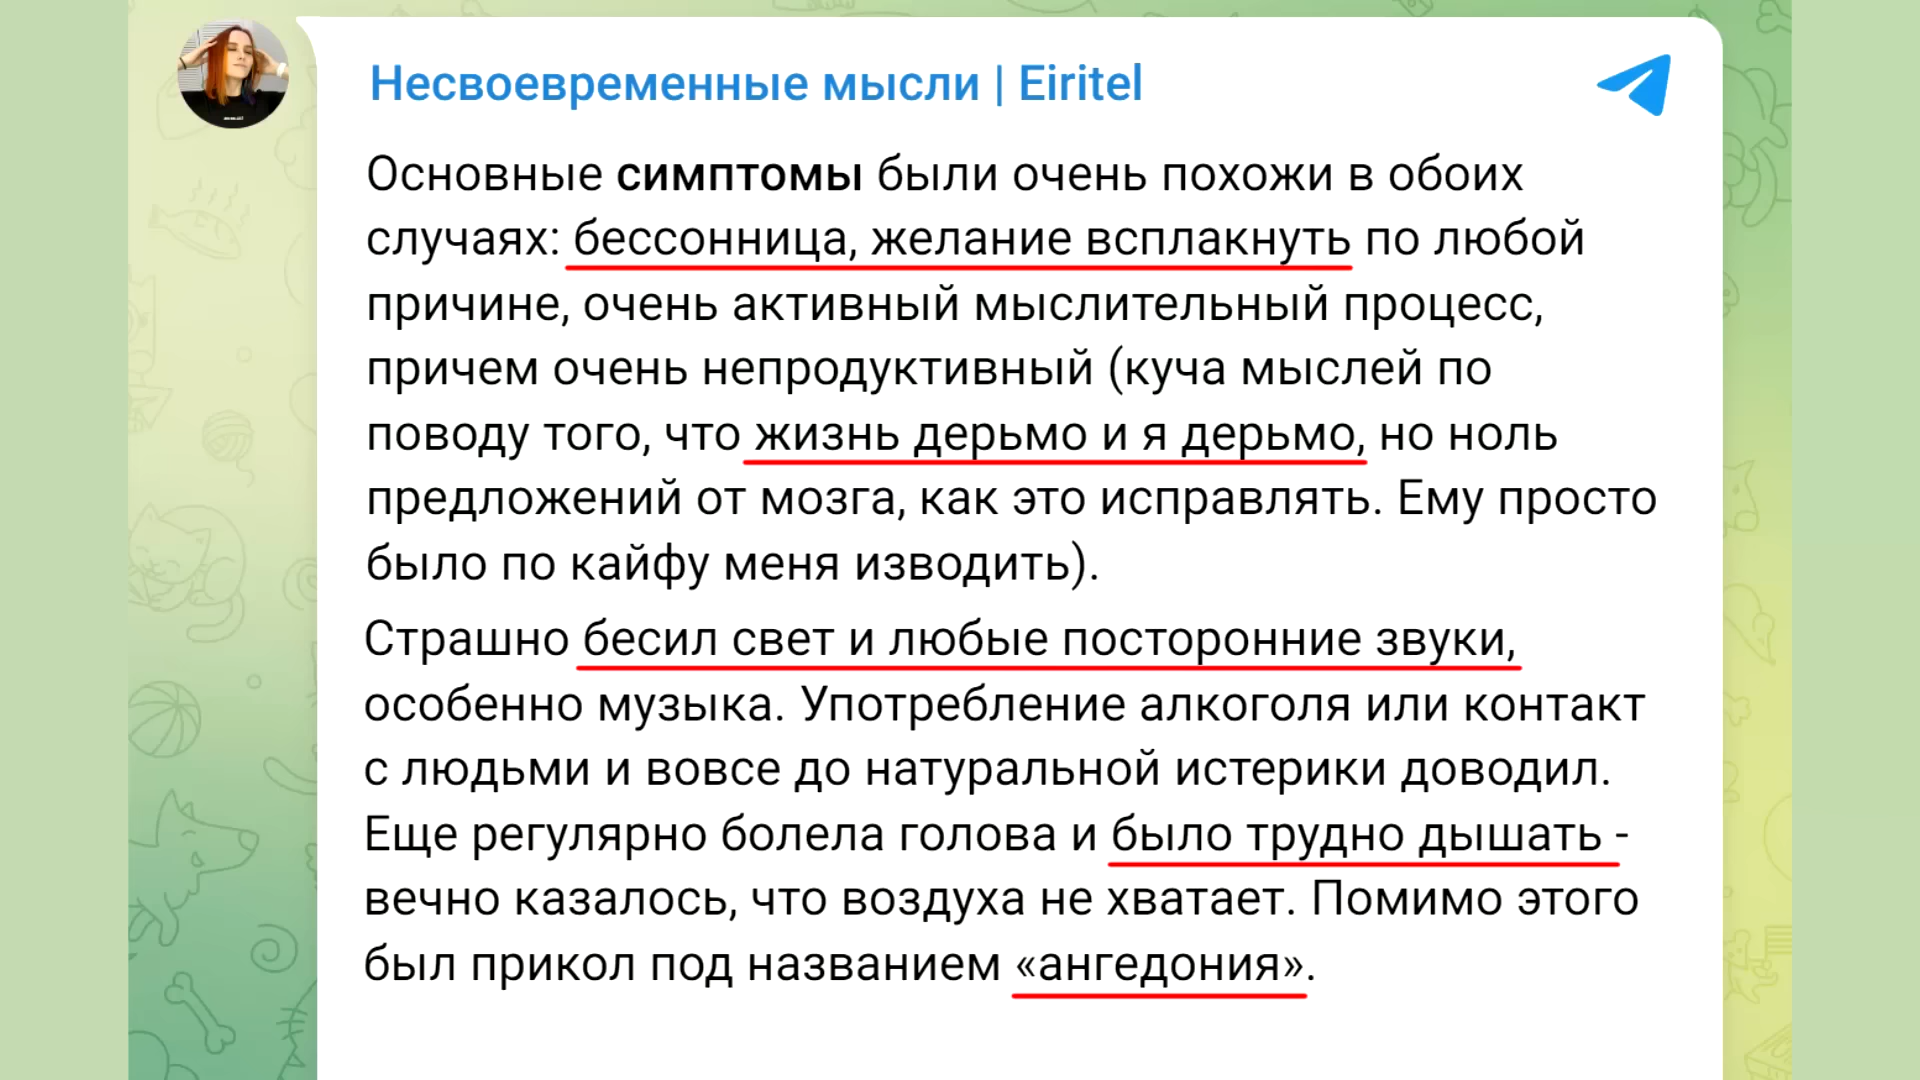 Несвоевременные мысли | Eiritel
Основные симптомы были очень похожи в обоих
случаях: бессонница, желание всплакнуть по любой
причине, очень активный мыслительный процесс,
причем очень непродуктивный (куча мыслей по
поводу того, что жизнь дерьмо и я дерьмо, но ноль
предложений от мозга, как это исправлять. Ему просто
было по кайфу меня изводить).
Страшно бесил свет и любые посторонние звуки,
особенно музыка. Употребление алкоголя или контакт
с людьми и вовсе до натуральной истерики доводил.
Еще регулярно болела голова и было трудно дышать -
вечно казалось, что воздуха не хватает. Помимо этого
был прикол под названием «ангедония».